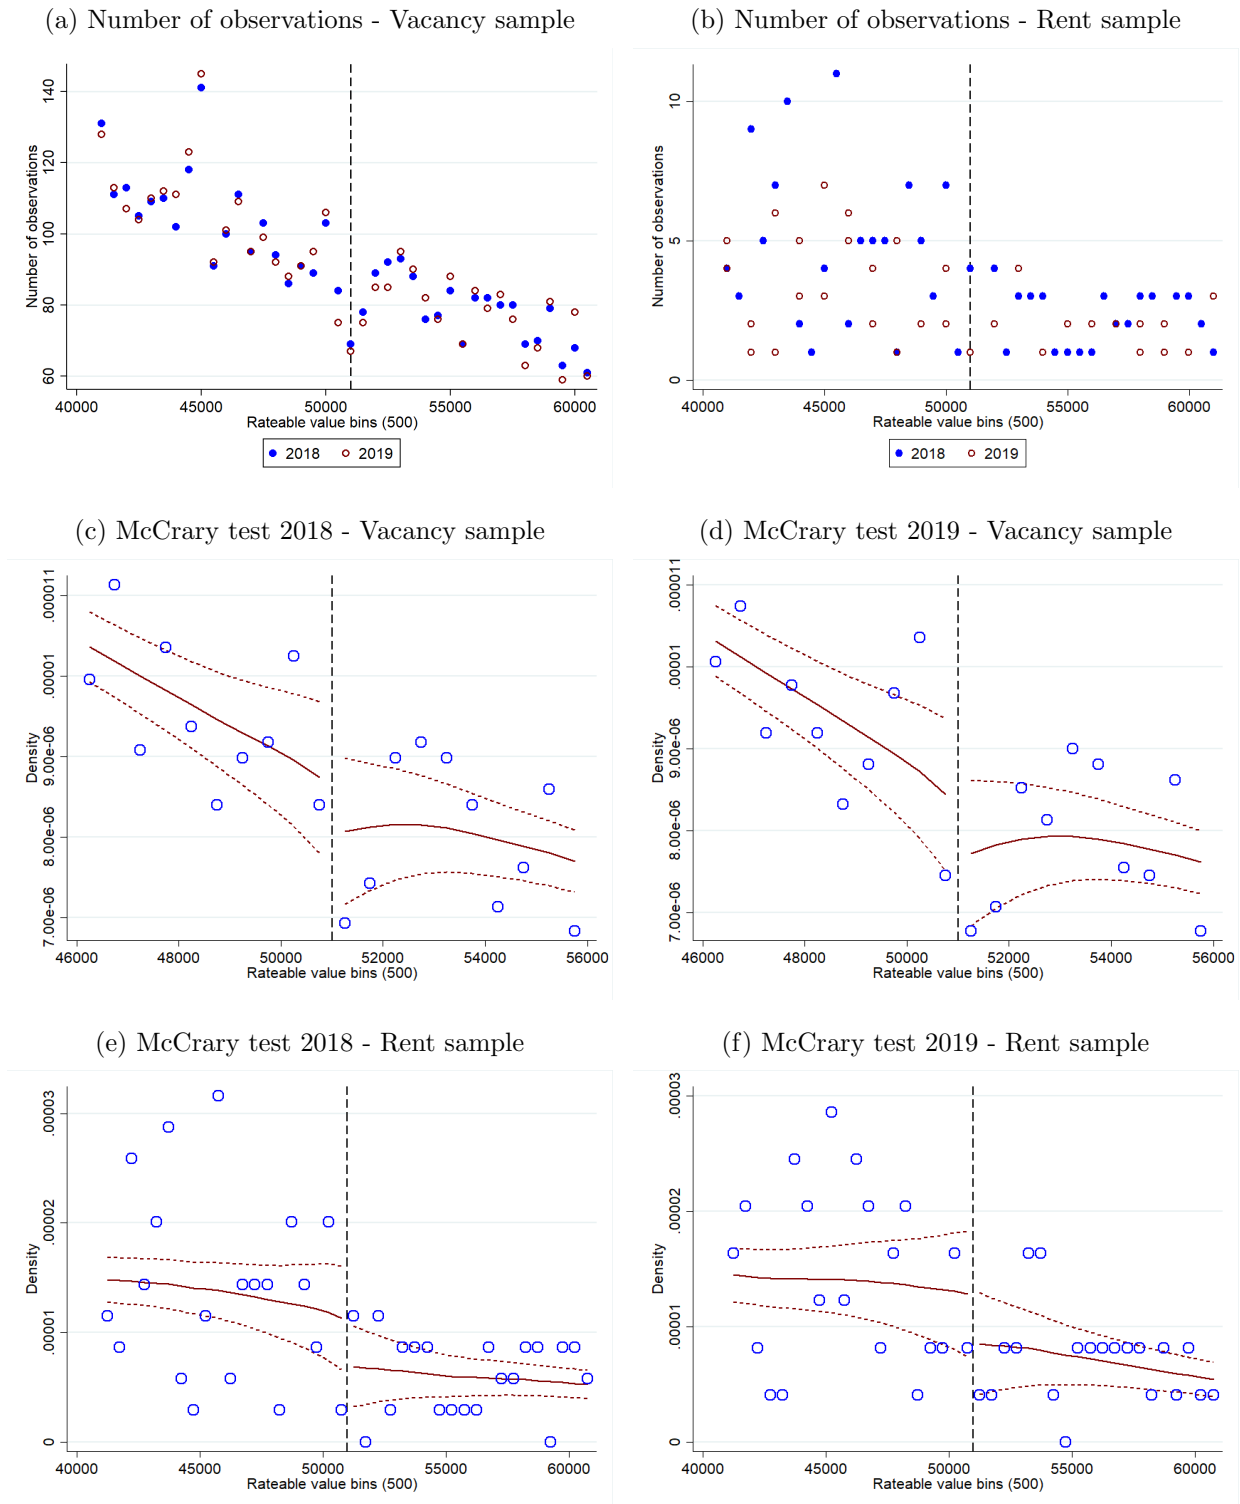 (a) Number of observations - Vacancy sample
Number of observations
140
120
100
80
60
40000 45000 50000 55000 60000
Rateable value bins (500)
2018 2019
(b) Number of observations - Rent sample
Number of observations
10
5
0
40000 45000 50000 55000 60000
Rateable value bins (500)
2018 2019
(c) McCrary test 2018 - Vacancy sample
Density
.000011
.00001
9.00e-06
8.00e-06
7.00e-06
46000 48000 50000 52000 54000 56000
Rateable value bins (500)
(d) McCrary test 2019 - Vacancy sample
Density
.000011
.00001
9.00e-06
8.00e-06
7.00e-06
46000 48000 50000 52000 54000 56000
Rateable value bins (500)
(e) McCrary test 2018 - Rent sample
Density
.00003
.00002
.00001
0
40000 45000 50000 55000 60000
Rateable value bins (500)
(f) McCrary test 2019 - Rent sample
Density
.00003
.00002
.00001
0
40000 45000 50000 55000 60000
Rateable value bins (500)